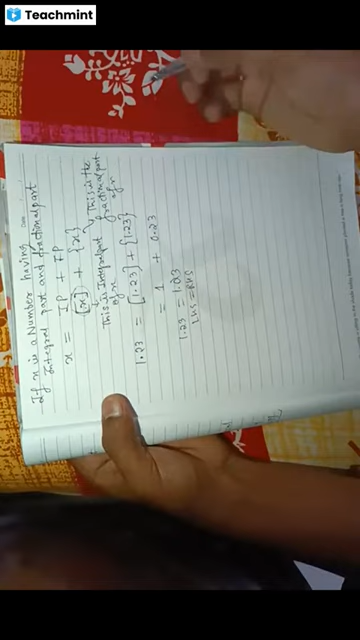 Teachmint
Date
If x is a Number having
Integral part and fractional part
x = IP + FP
[x] + {x}
This is Integral part of x
This is the fractional part of x
1.23 = [1.23] + {1.23}
= 1 + 0.23
1.23 = 1.23
LHS = RHS